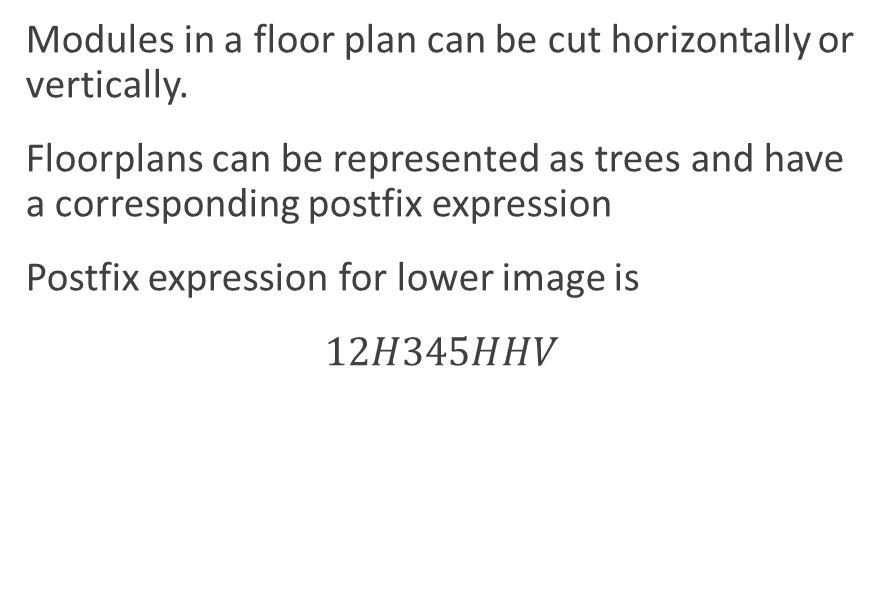 Modules in a floor plan can be cut horizontally or
vertically.
Floorplans can be represented as trees and have
a corresponding postfix expression
Postfix expression for lower image is
12H345HHV